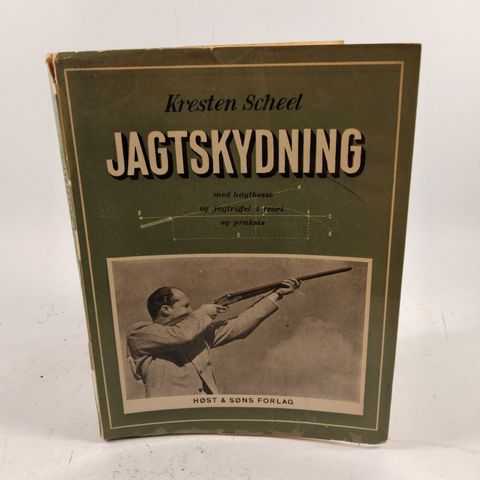 Kresten Scheel
JAGTSKYDNING
med haglbøsse
og jagtriffel i teori
og praksis
A
B
C
D
E
HØST & SØNS FORLAG